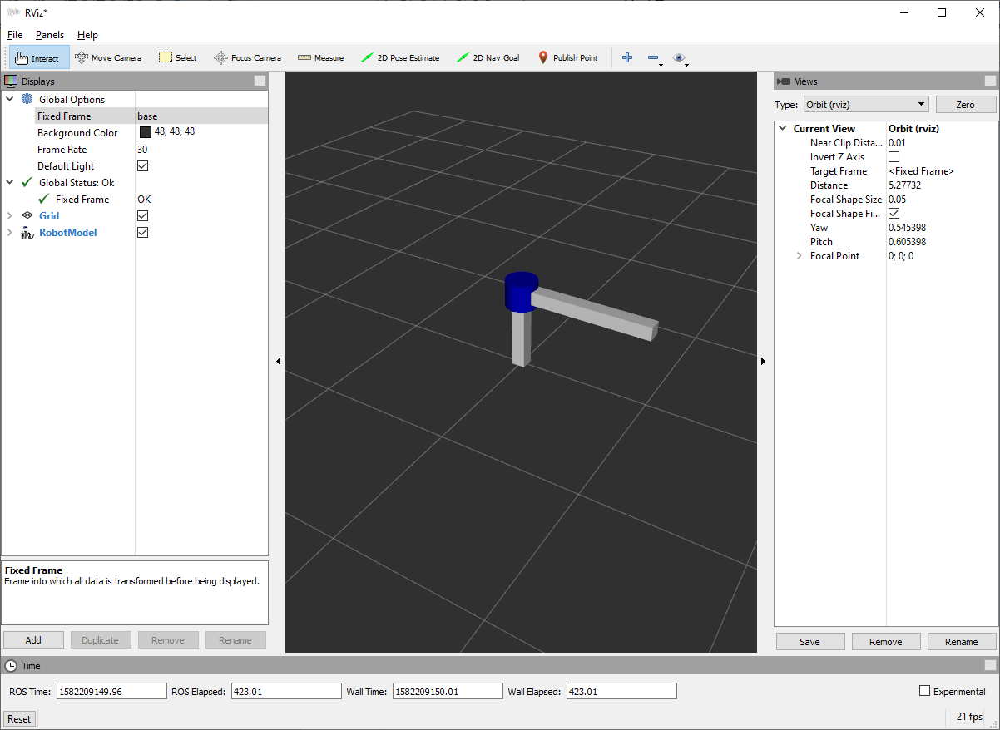 RViz*
File Panels Help
Interact Move Camera Select Focus Camera Measure 2D Pose Estimate 2D Nav Goal Publish Point
Displays
Global Options
Fixed Frame base
Background Color 48; 48; 48
Frame Rate 30
Default Light
Global Status: Ok
Fixed Frame OK
Grid
RobotModel
Fixed Frame
Frame into which all data is transformed before being displayed.
Add Duplicate Remove Rename
Views
Type: Orbit (rviz) Zero
Current View Orbit (rviz)
Near Clip Dista... 0.01
Invert Z Axis
Target Frame <Fixed Frame>
Distance 5.27732
Focal Shape Size 0.05
Focal Shape Fi...
Yaw 0.545398
Pitch 0.605398
Focal Point 0; 0; 0
Save Remove Rename
Time
ROS Time: 1582209149.96 ROS Elapsed: 423.01 Wall Time: 1582209150.01 Wall Elapsed: 423.01 Experimental
Reset 21 fps